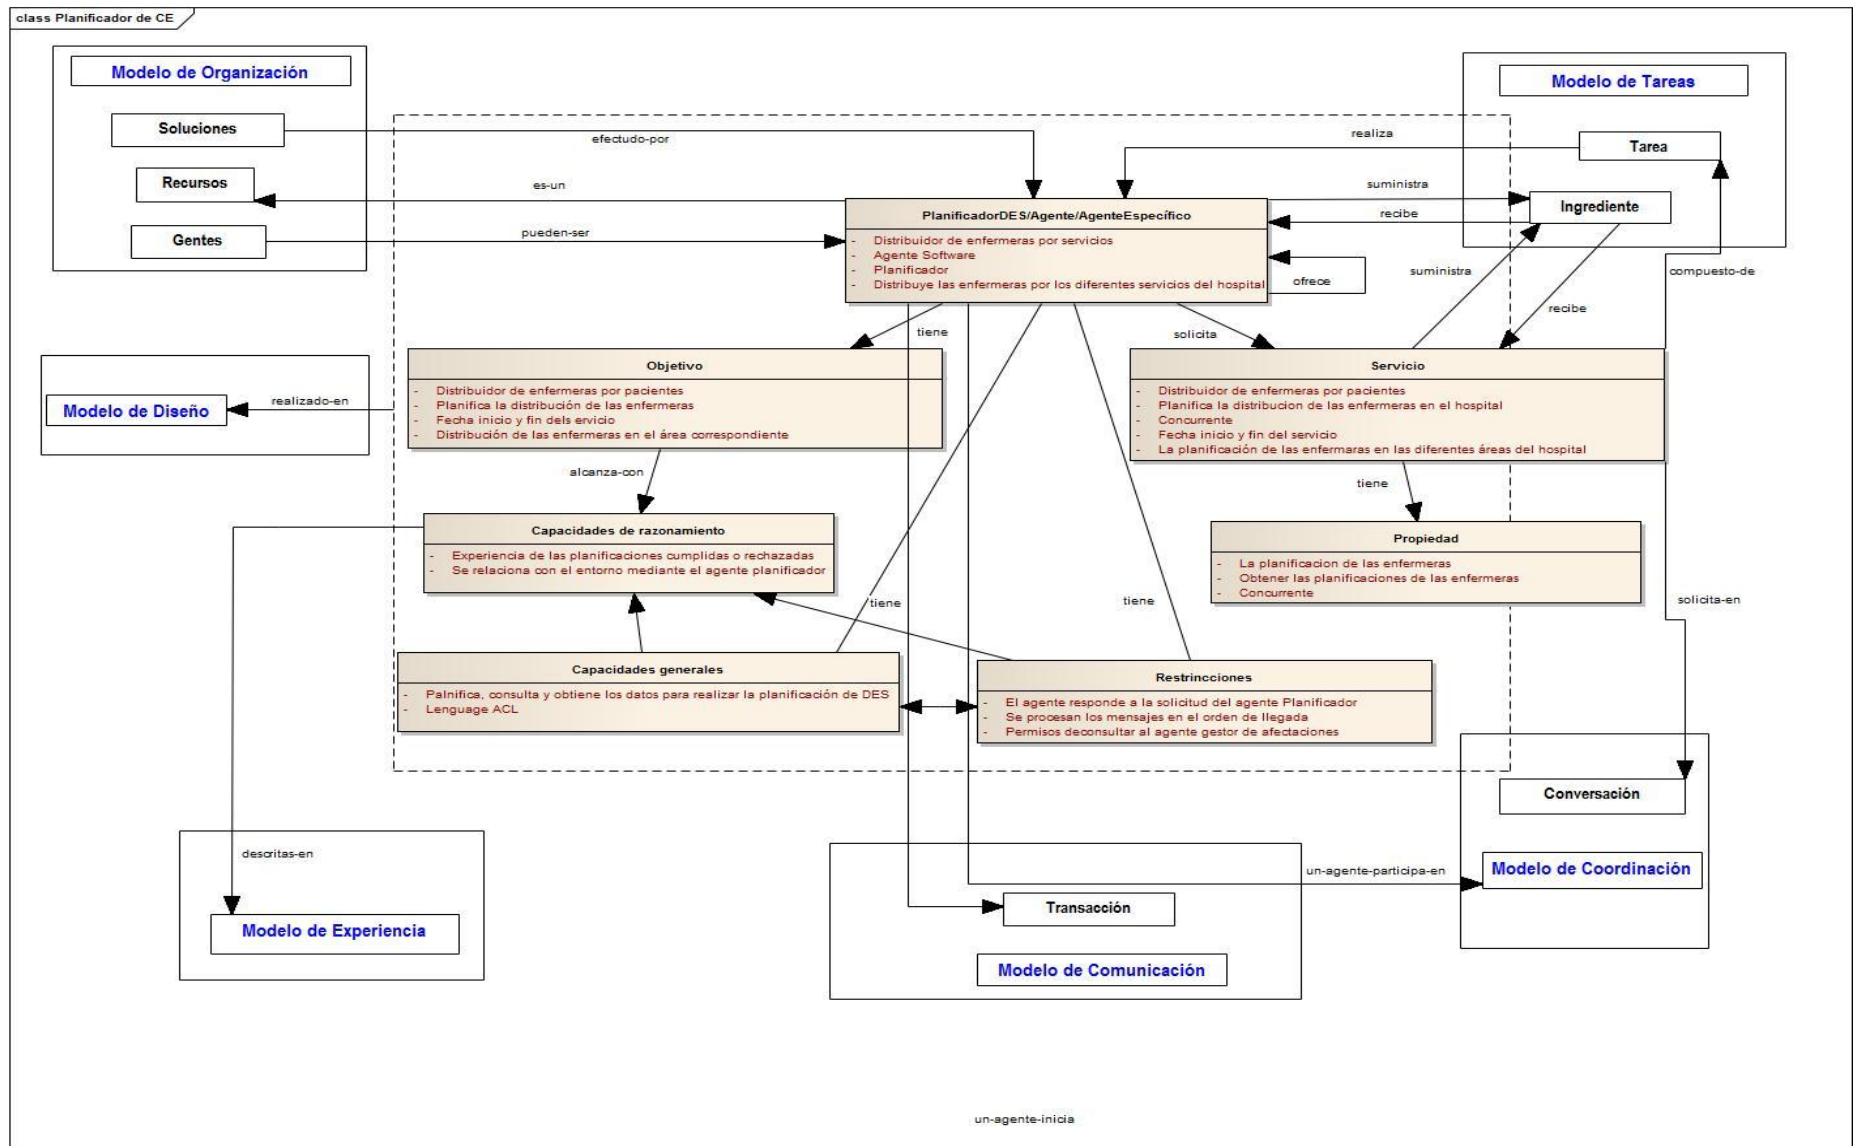 class Planificador de CE
Modelo de Organización
Soluciones
Recursos
Gentes
efectudo-por
es-un
pueden-ser
Modelo de Tareas
Tarea
Ingrediente
realiza
suministra
recibe
PlanificadorDES/Agente/AgenteEspecífico
- Distribuidor de enfermeras por servicios
- Agente Software
- Planificador
- Distribuye las enfermeras por los diferentes servicios del hospital
ofrece
suministra
recibe
compuesto-de
tiene
solicita
Objetivo
- Distribuidor de enfermeras por pacientes
- Planifica la distribución de las enfermeras
- Fecha inicio y fin dels ervicio
- Distribución de las enfermeras en el área correspondiente
Servicio
- Distribuidor de enfermeras por pacientes
- Planifica la distribucion de las enfermeras en el hospital
- Concurrente
- Fecha inicio y fin del servicio
- La planificación de las enfermaras en las diferentes áreas del hospital
Modelo de Diseño
realizado-en
alcanza-con
tiene
Capacidades de razonamiento
- Experiencia de las planificaciones cumplidas o rechazadas
- Se relaciona con el entorno mediante el agente planificador
Propiedad
- La planificacion de las enfermeras
- Obtener las planificaciones de las enfermeras
- Concurrente
tiene
tiene
solicita-en
Capacidades generales
- Palnifica, consulta y obtiene los datos para realizar la planificación de DES
- Lenguage ACL
Restrincciones
- El agente responde a la solicitud del agente Planificador
- Se procesan los mensajes en el orden de llegada
- Permisos deconsultar al agente gestor de afectaciones
Conversación
Modelo de Coordinación
descritas-en
Modelo de Experiencia
un-agente-participa-en
Transacción
Modelo de Comunicación
un-agente-inicia